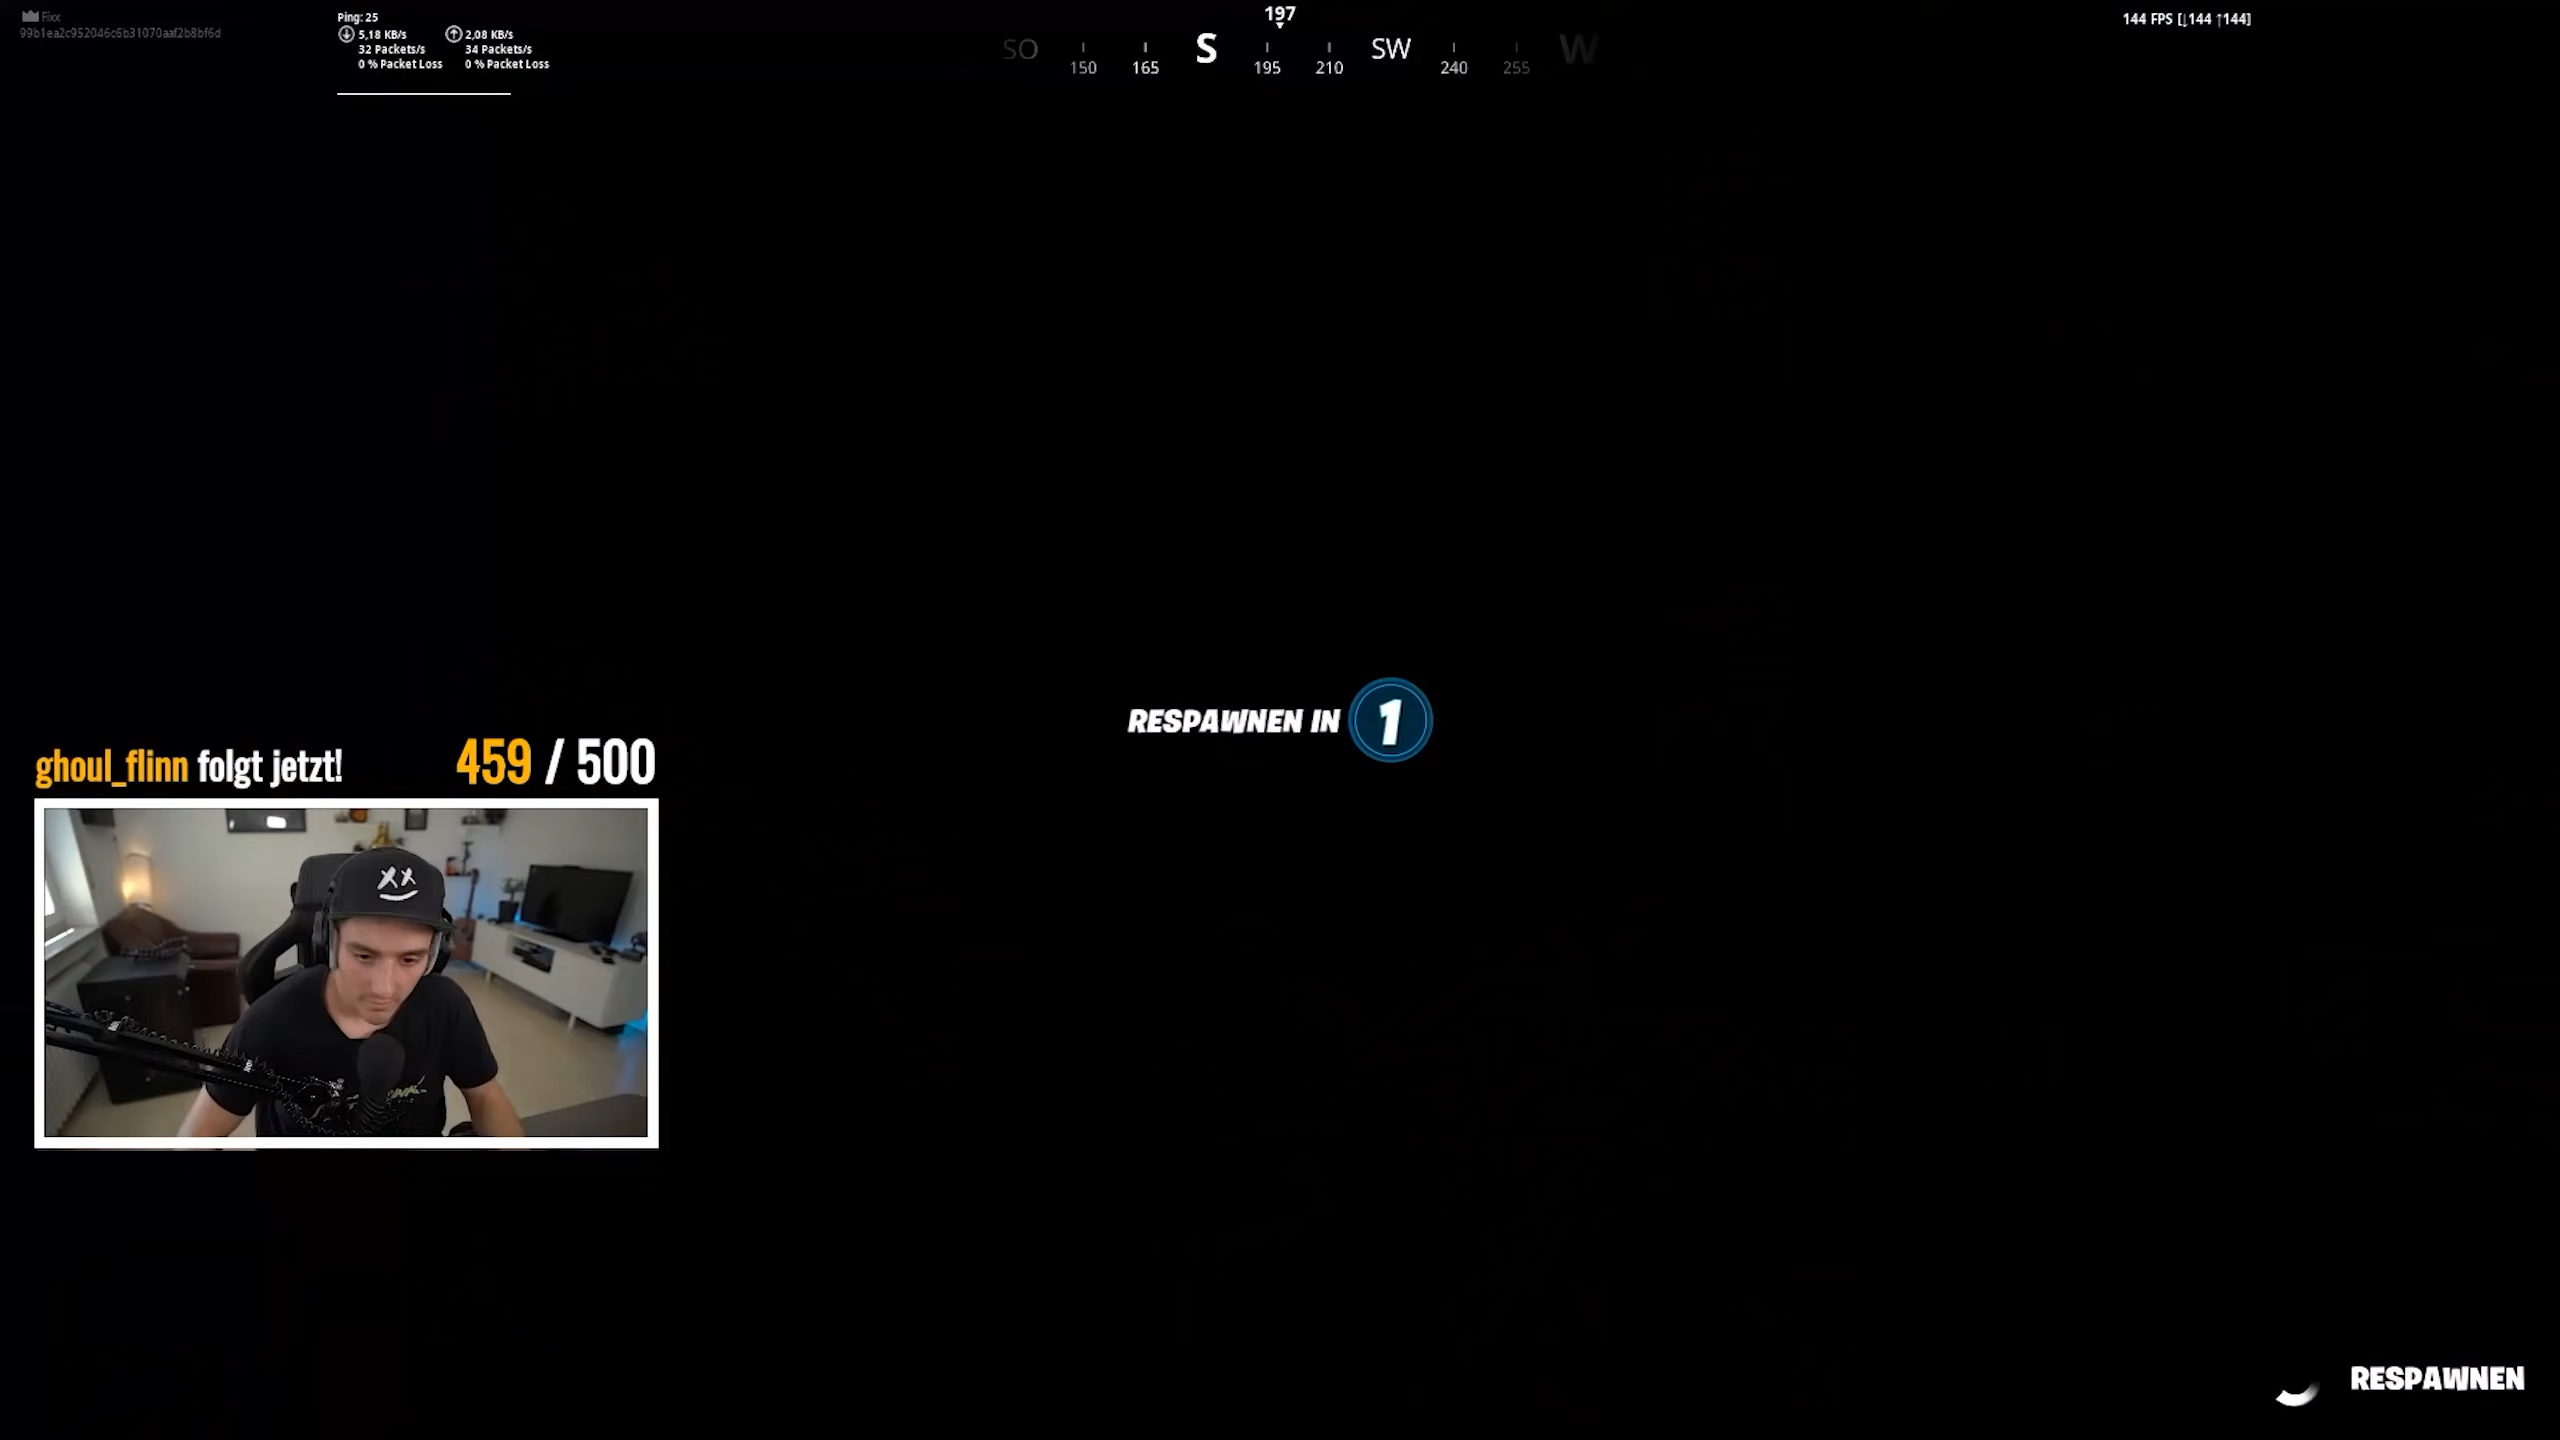 Fixx
99b1ea2c952046c6b31070aaf2b8bf6d
Ping: 25
5,18 KB/s 2,08 KB/s
32 Packets/s 34 Packets/s
0 % Packet Loss 0 % Packet Loss
197
SO S SW W
150 165 195 210 240 255
144 FPS [↓144 ↑144]
RESPAWNEN IN 1
ghoul_flinn folgt jetzt! 459 / 500
RESPAWNEN